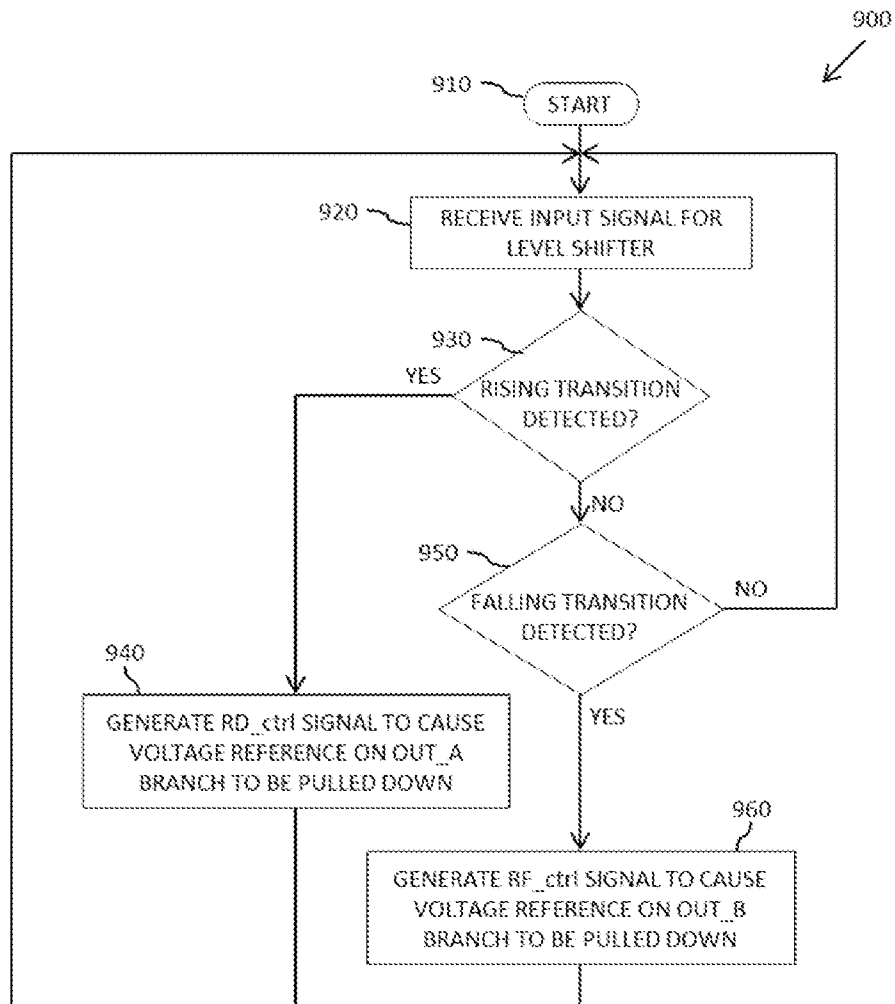 900
910
START
920
RECEIVE INPUT SIGNAL FOR
LEVEL SHIFTER
930
YES
RISING TRANSITION
DETECTED?
NO
950
FALLING TRANSITION
DETECTED?
NO
940
YES
GENERATE RD_ctrl SIGNAL TO CAUSE
VOLTAGE REFERENCE ON OUT_A
BRANCH TO BE PULLED DOWN
960
GENERATE RF_ctrl SIGNAL TO CAUSE
VOLTAGE REFERENCE ON OUT_B
BRANCH TO BE PULLED DOWN